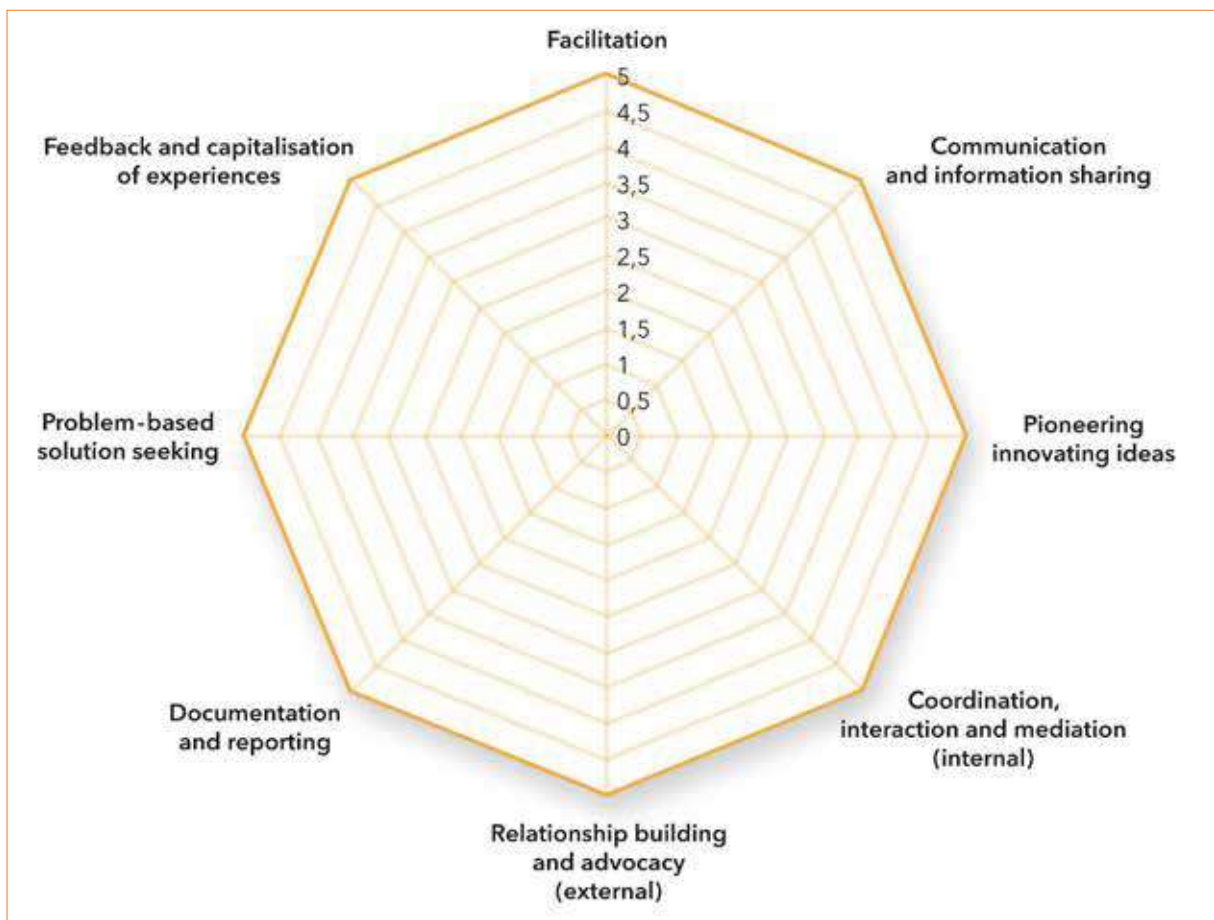 Facilitation
5
4,5
4
3,5
3
2,5
2
1,5
1
0,5
0
Communication
and information sharing
Pioneering
innovating ideas
Coordination,
interaction and mediation
(internal)
Relationship building
and advocacy
(external)
Documentation
and reporting
Problem-based
solution seeking
Feedback and capitalisation
of experiences